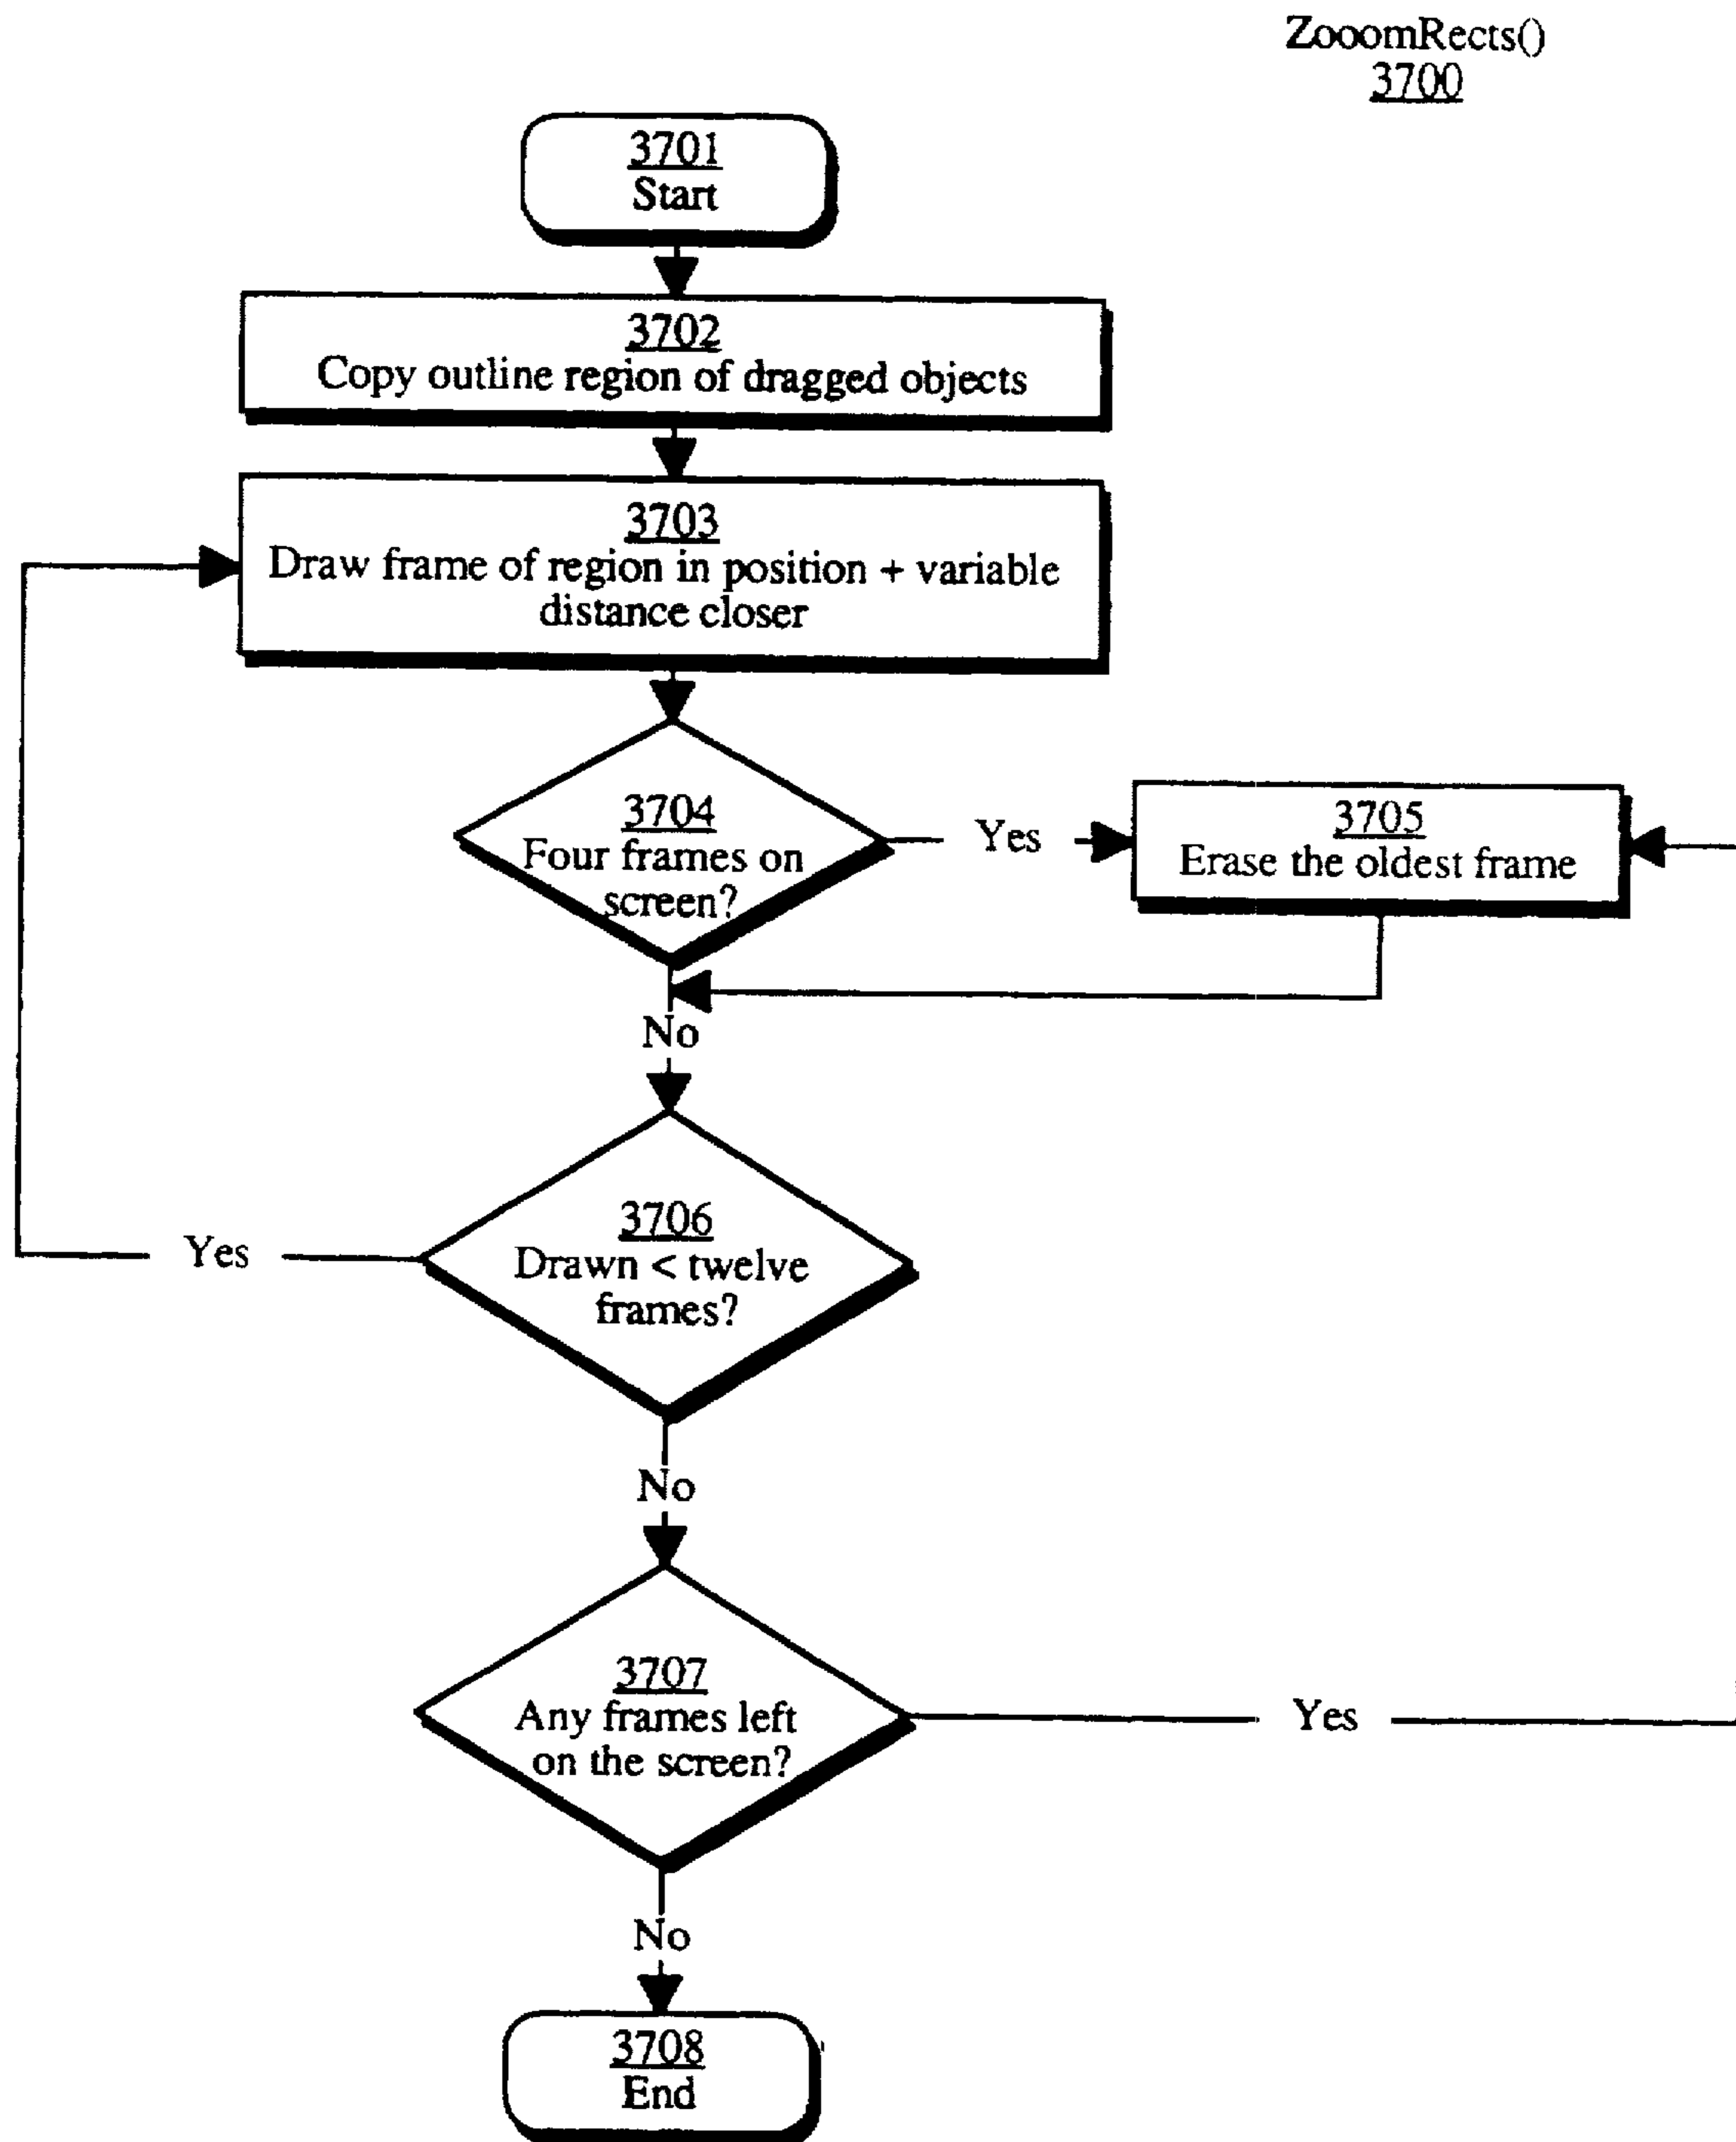 ZooomRects()
3700
3701
Start
3702
Copy outline region of dragged objects
3703
Draw frame of region in position + variable
distance closer
3704
Four frames on
screen?
Yes
3705
Erase the oldest frame
No
3706
Drawn < twelve
frames?
Yes
No
3707
Any frames left
on the screen?
Yes
No
3708
End